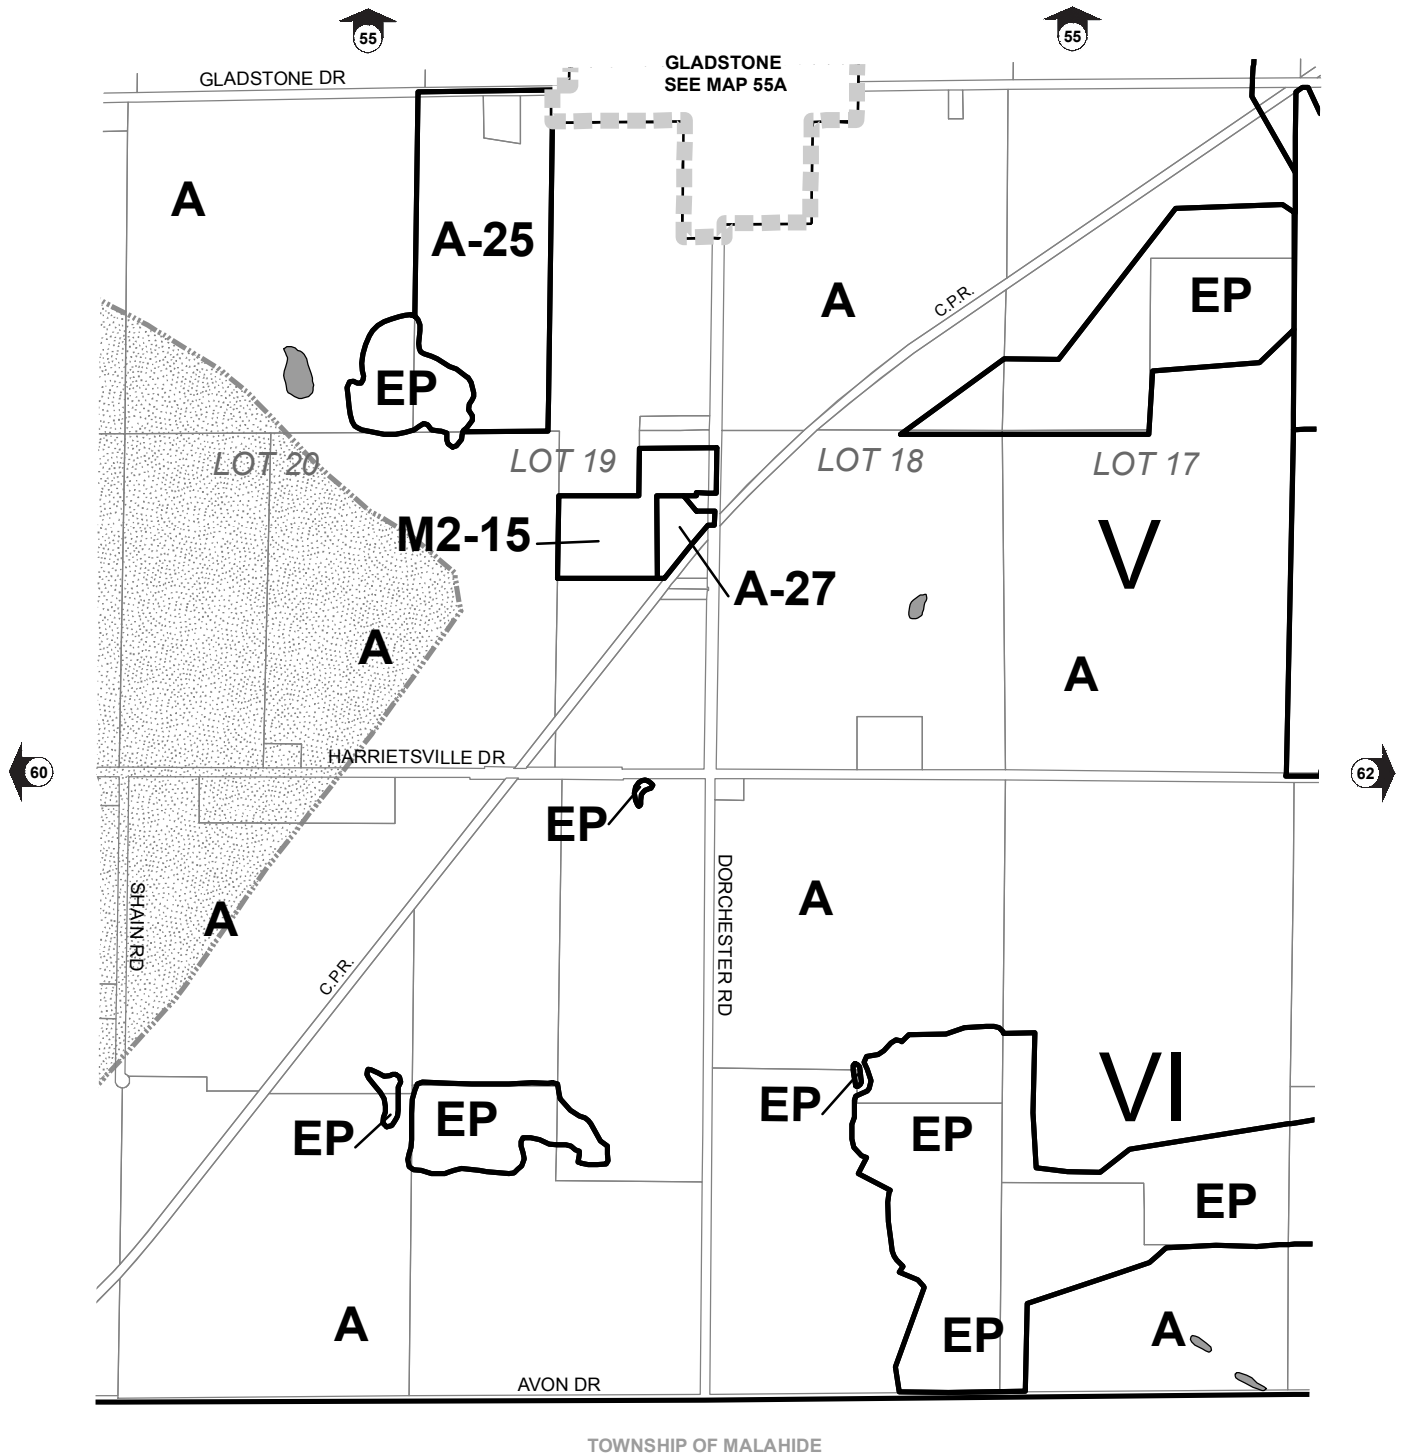 55
55
GLADSTONE
SEE MAP 55A
GLADSTONE DR
A
A-25
A
C.P.R.
EP
EP
LOT 20
LOT 19
LOT 18
LOT 17
M2-15
V
A-27
A
A
HARRIETSVILLE DR
60
62
EP
SHAIN RD
A
DORCHESTER RD
A
C.P.R.
VI
EP
EP
EP
EP
EP
A
EP
A
AVON DR
TOWNSHIP OF MALAHIDE